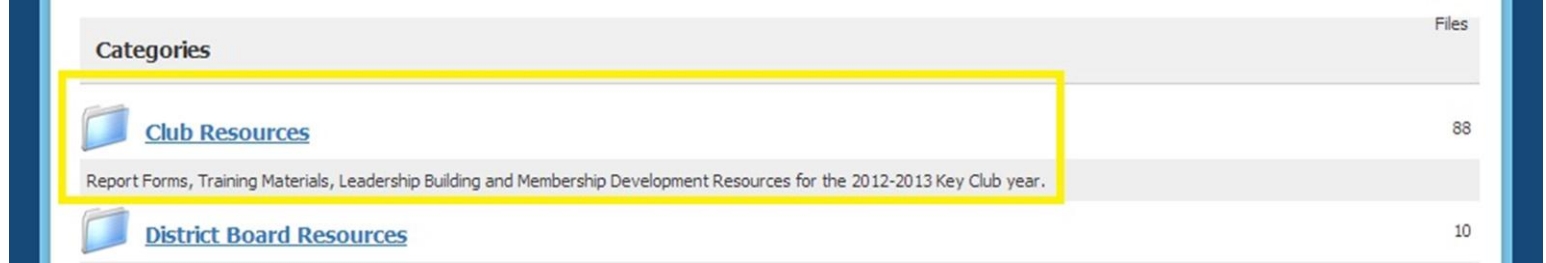 Files
Categories
Club Resources 88
Report Forms, Training Materials, Leadership Building and Membership Development Resources for the 2012-2013 Key Club year.
District Board Resources 10